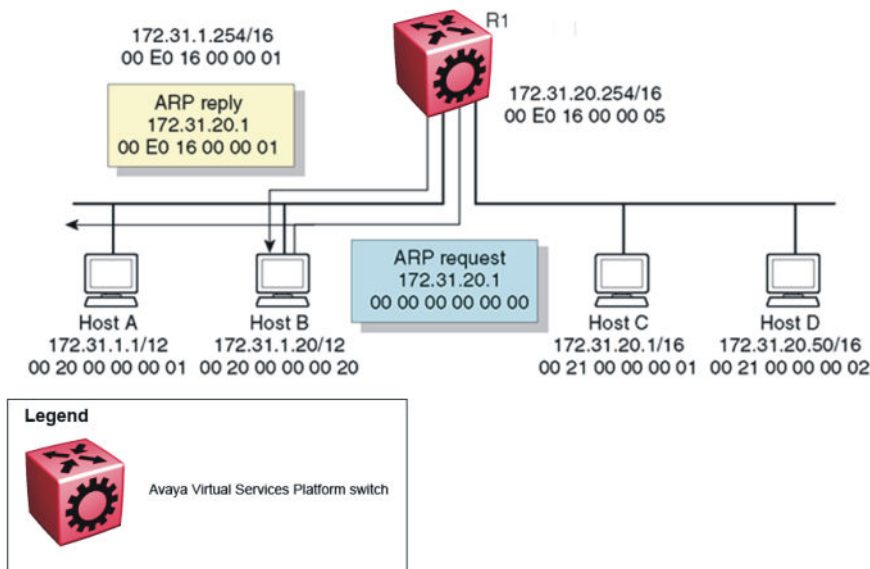 R1
172.31.1.254/16
00 E0 16 00 00 01
ARP reply
172.31.20.1
00 E0 16 00 00 01
172.31.20.254/16
00 E0 16 00 00 05
ARP request
172.31.20.1
00 00 00 00 00 00
Host A
172.31.1.1/12
00 20 00 00 00 01
Host B
172.31.1.20/12
00 20 00 00 00 20
Host C
172.31.20.1/16
00 21 00 00 00 01
Host D
172.31.20.50/16
00 21 00 00 00 02
Legend
Avaya Virtual Services Platform switch